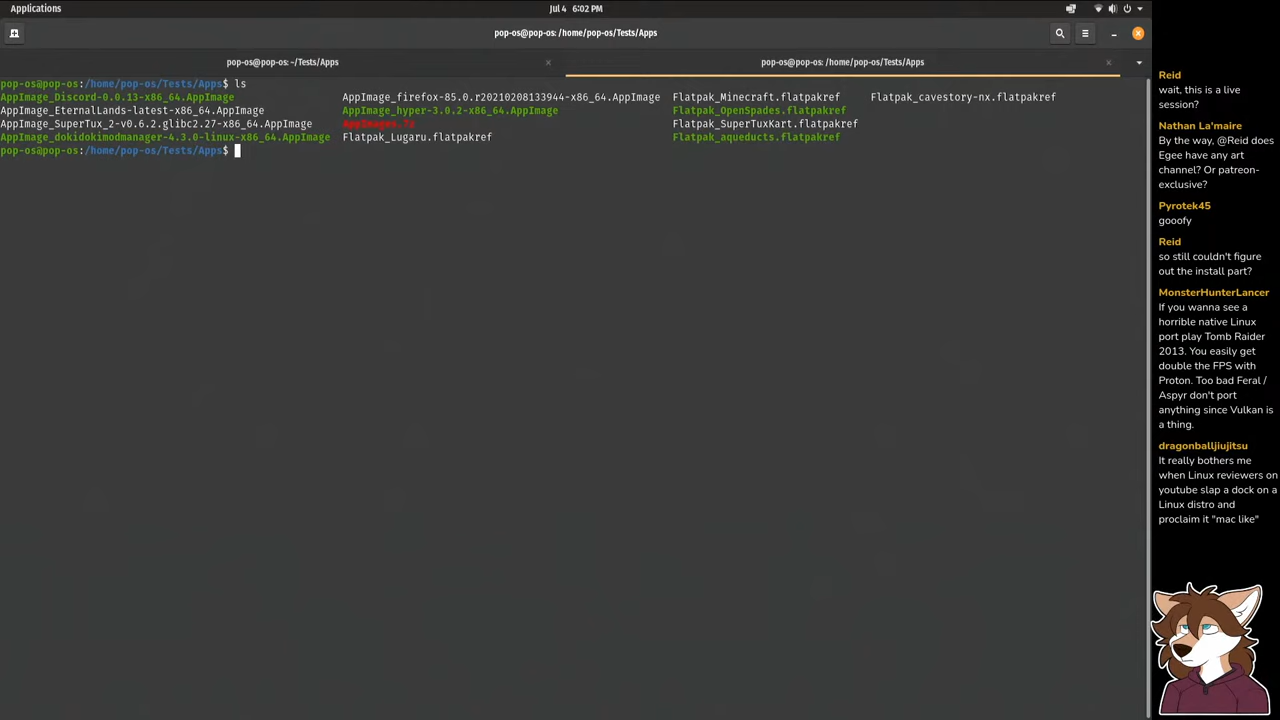 Applications
Jul 4 6:02 PM
pop-os@pop-os: /home/pop-os/Tests/Apps
pop-os@pop-os: ~/Tests/Apps
pop-os@pop-os: /home/pop-os/Tests/Apps
pop-os@pop-os:/home/pop-os/Tests/Apps$ ls
AppImage_Discord-0.0.13-x86_64.AppImage AppImage_firefox-85.0.r20210208133944-x86_64.AppImage Flatpak_Minecraft.flatpakref Flatpak_cavestory-nx.flatpakref
AppImage_EternalLands-latest-x86_64.AppImage AppImage_hyper-3.0.2-x86_64.AppImage Flatpak_OpenSpades.flatpakref
AppImage_SuperTux_2-v0.6.2.glibc2.27-x86_64.AppImage Flatpak_SuperTuxKart.flatpakref
AppImage_dokidokimodmanager-4.3.0-linux-x86_64.AppImage Flatpak_Lugaru.flatpakref Flatpak_aqueducts.flatpakref
pop-os@pop-os:/home/pop-os/Tests/Apps$
Reid
wait, this is a live
session?
Nathan La'maire
By the way, @Reid does
Egee have any art
channel? Or patreon-
exclusive?
Pyrotek45
gooofy
Reid
so still couldn't figure
out the install part?
MonsterHunterLancer
If you wanna see a
horrible native Linux
port play Tomb Raider
2013. You easily get
double the FPS with
Proton. Too bad Feral /
Aspyr don't port
anything since Vulkan is
a thing.
dragonballjiujitsu
It really bothers me
when Linux reviewers on
youtube slap a dock on a
Linux distro and
proclaim it "mac like"